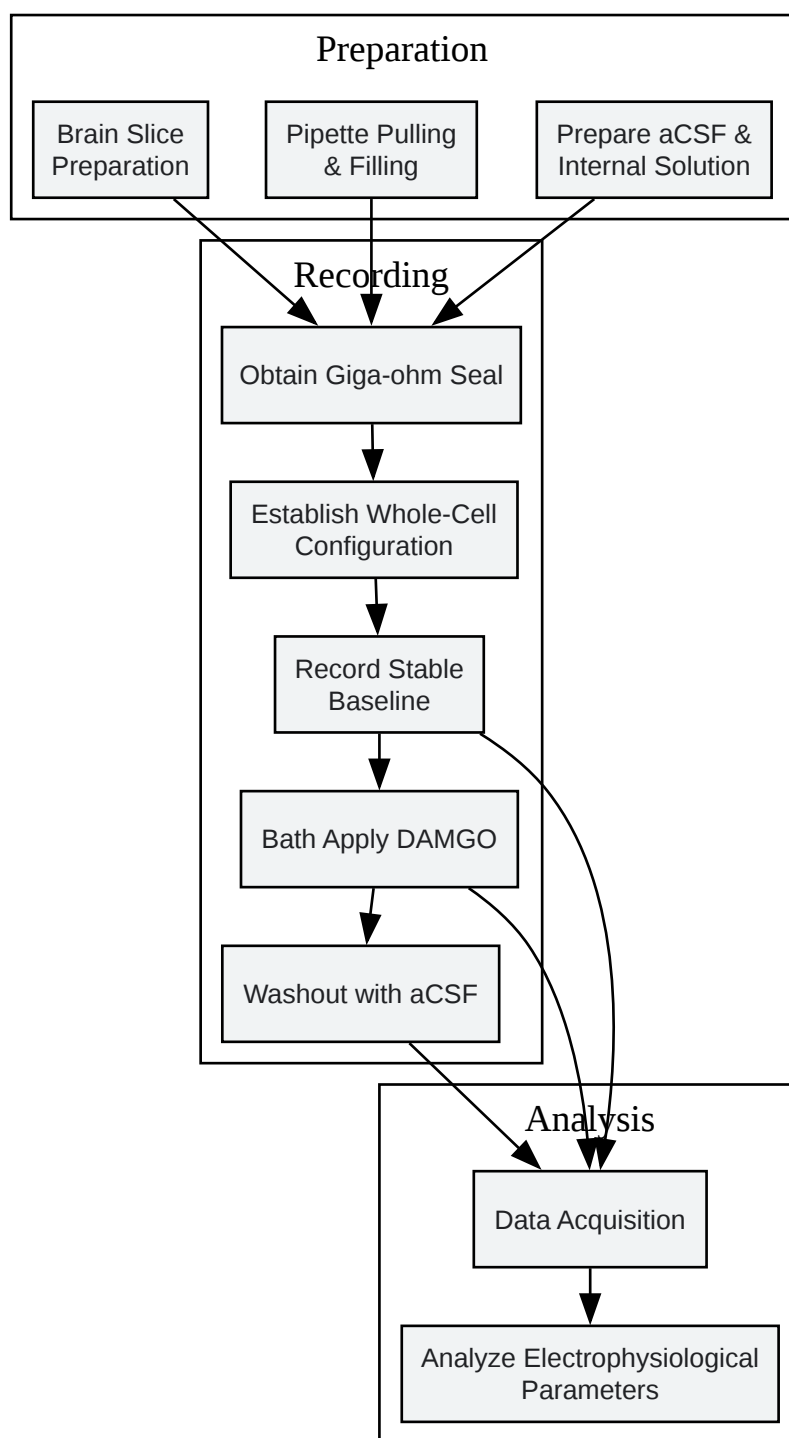 Preparation
Brain Slice
Preparation
Pipette Pulling
& Filling
Prepare aCSF &
Internal Solution
Recording
Obtain Giga-ohm Seal
Establish Whole-Cell
Configuration
Record Stable
Baseline
Bath Apply DAMGO
Washout with aCSF
Analysis
Data Acquisition
Analyze Electrophysiological
Parameters